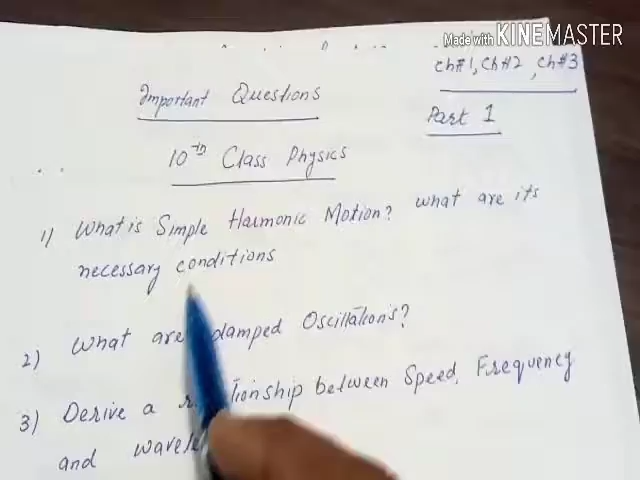 Made with KINEMASTER
Ch#1, Ch#2, Ch#3
Important Questions
Part 1
10th Class Physics
1) What is Simple Harmonic Motion? what are its
necessary conditions
2) What are damped Oscillations?
3) Derive a
between Speed, Frequency
and